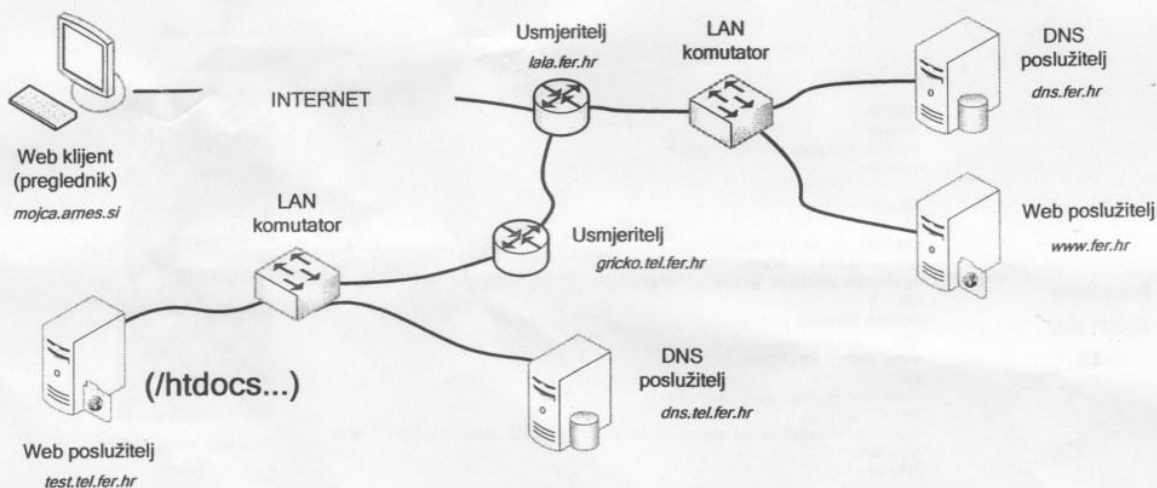 Usmjeritelj
lala.fer.hr
LAN
komutator
DNS
poslužitelj
dns.fer.hr
INTERNET
Web klijent
(preglednik)
mojca.ames.si
LAN
komutator
Usmjeritelj
gricko.tel.fer.hr
Web poslužitelj
www.fer.hr
(/htdocs...)
DNS
poslužitelj
dns.tel.fer.hr
Web poslužitelj
test.tel.fer.hr